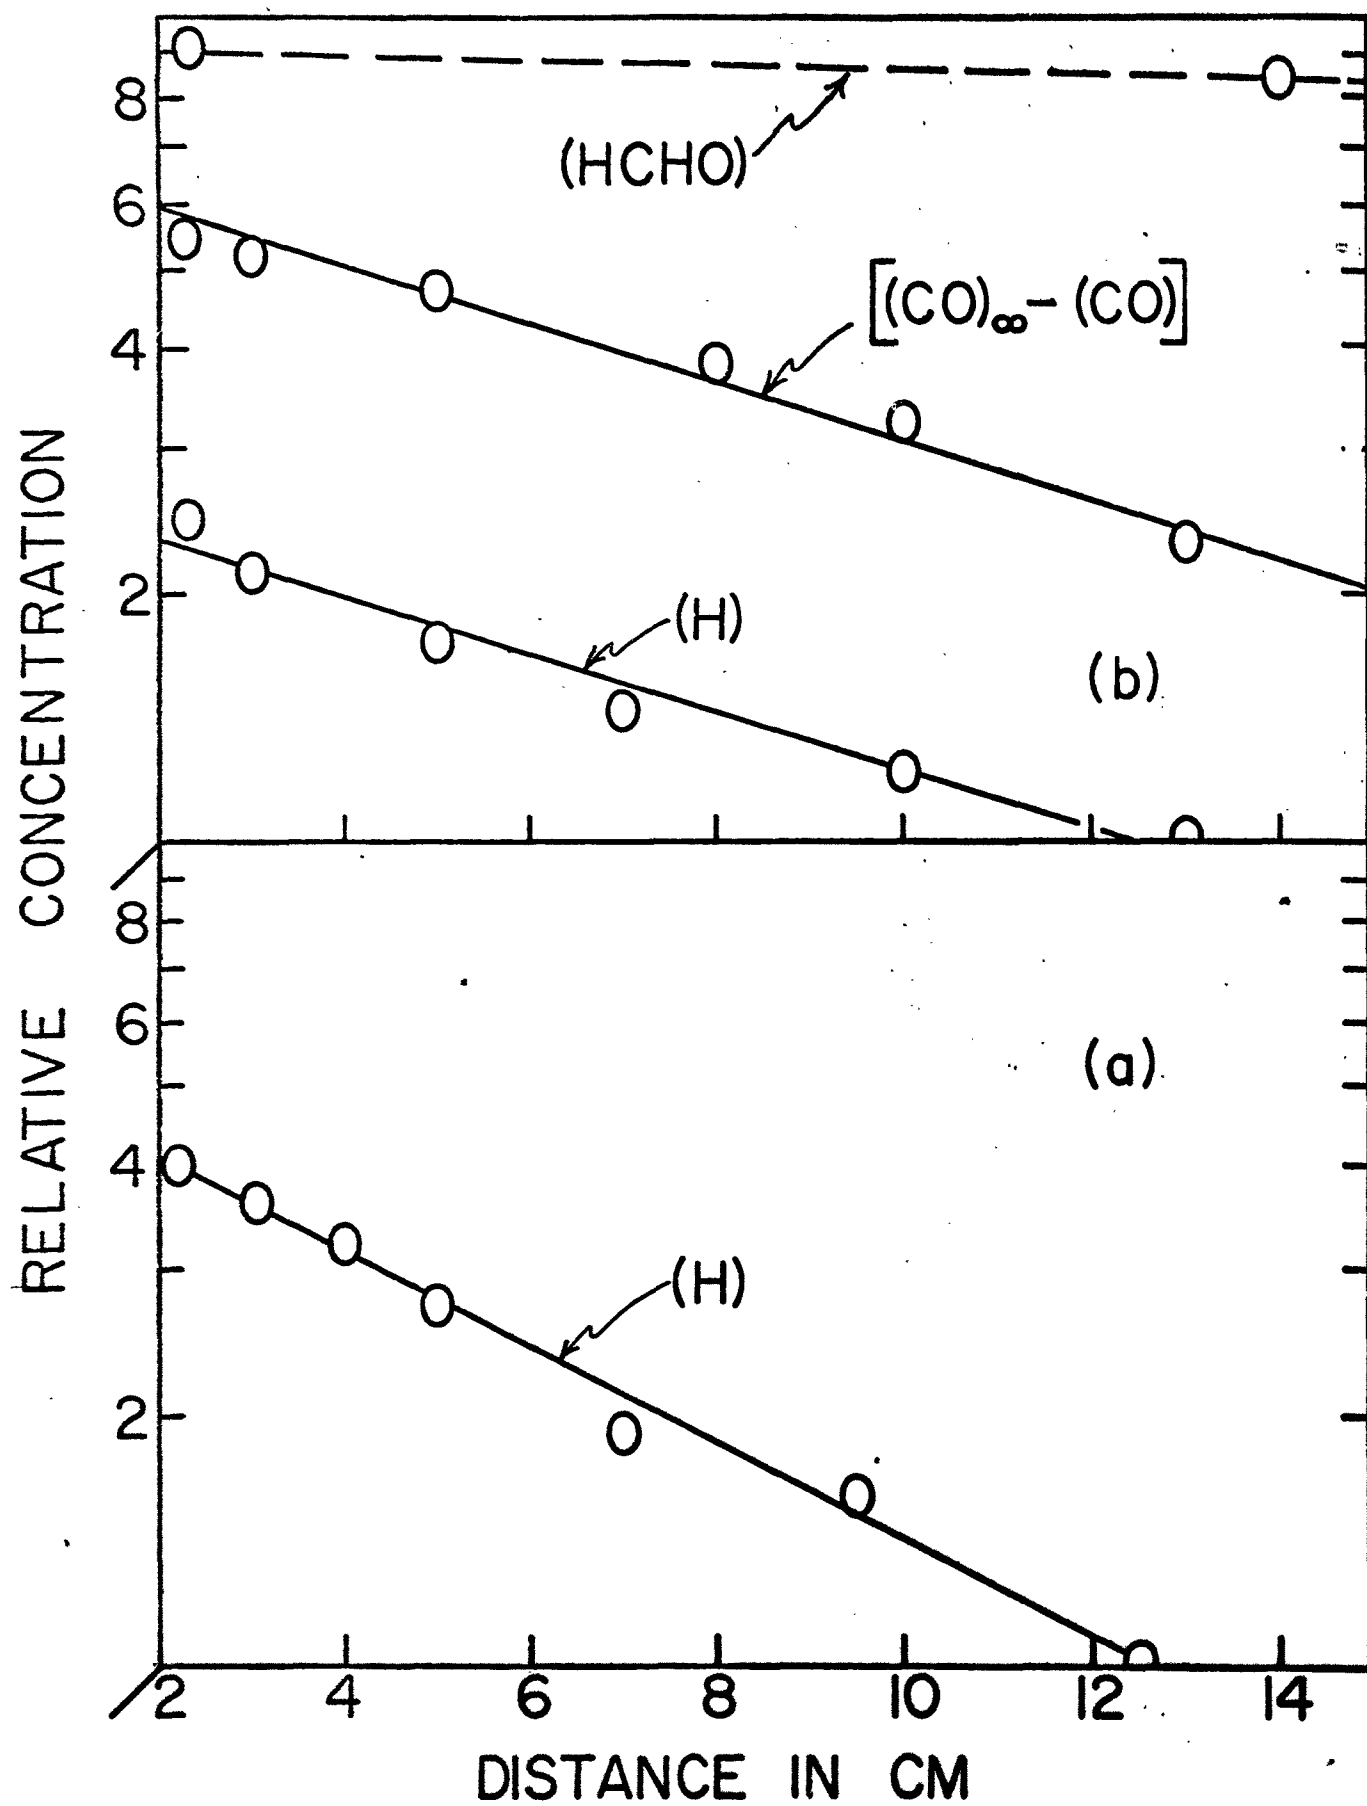 8
(HCHO)
6
[(CO)∞ - (CO)]
4
2
(H)
(b)
RELATIVE CONCENTRATION
/
8
6
(a)
4
(H)
2
/2 4 6 8 10 12 14
DISTANCE IN CM